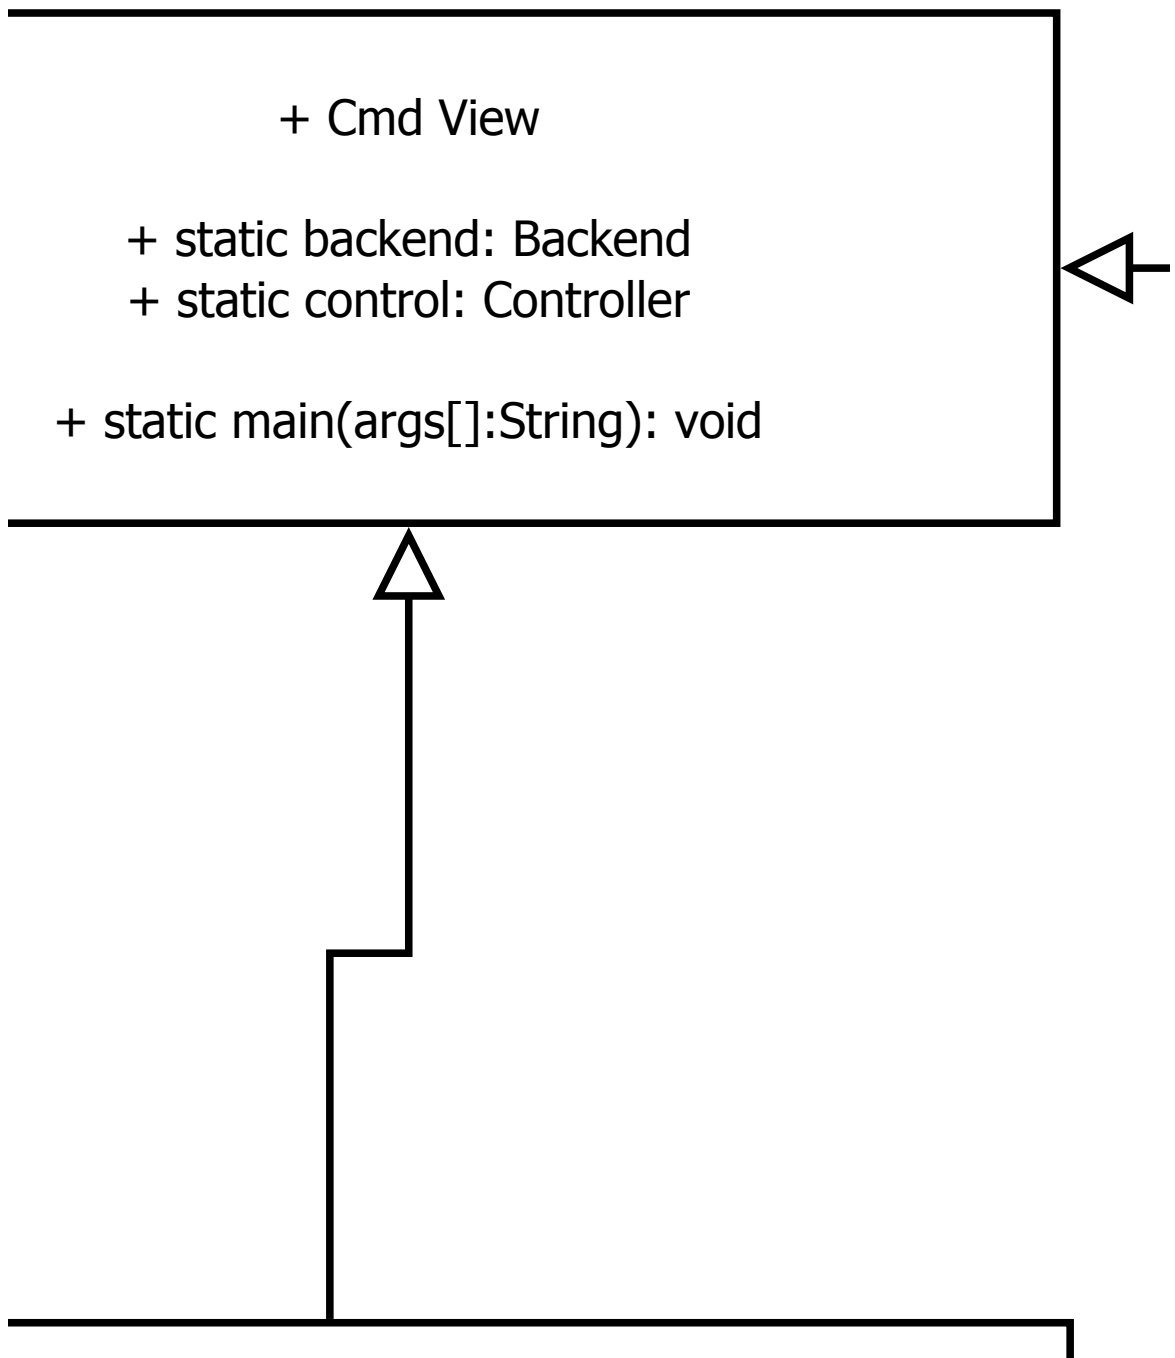 + Cmd View
+ static backend: Backend
+ static control: Controller
+ static main(args[]:String): void